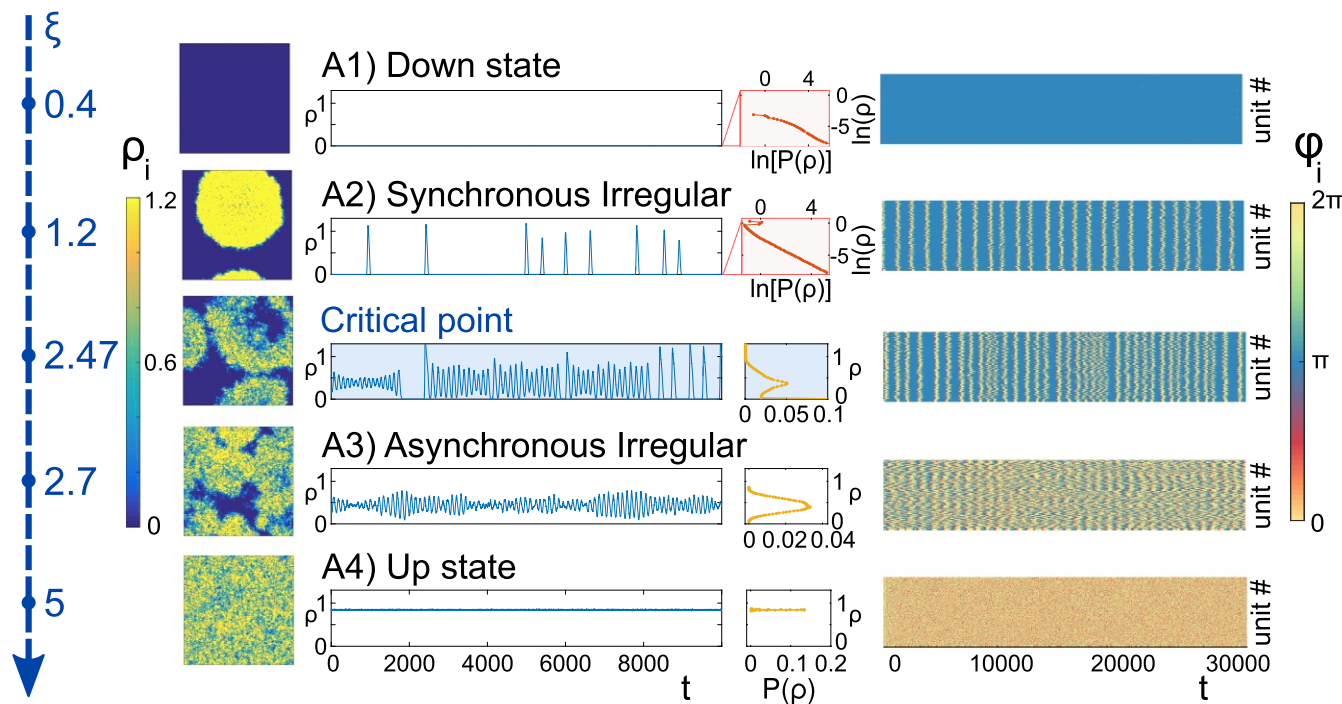 ξ
0.4
1.2
2.47
2.7
5
ρi
1.2
0.6
0
A1) Down state
ρ
1
0
0 4
0
-5
ln(ρ)
ln[P(ρ)]
unit #
A2) Synchronous Irregular
ρ
1
0
0 4
0
-5
ln(ρ)
ln[P(ρ)]
unit #
Critical point
ρ
1
0
1
0
ρ
0 0.05 0.1
unit #
A3) Asynchronous Irregular
ρ
1
0
1
0
ρ
0 0.02 0.04
unit #
A4) Up state
ρ
1
0
0 2000 4000 6000 8000
t
1
0
ρ
0 0.1 0.2
P(ρ)
unit #
0 10000 20000 30000
t
φi
2π
π
0